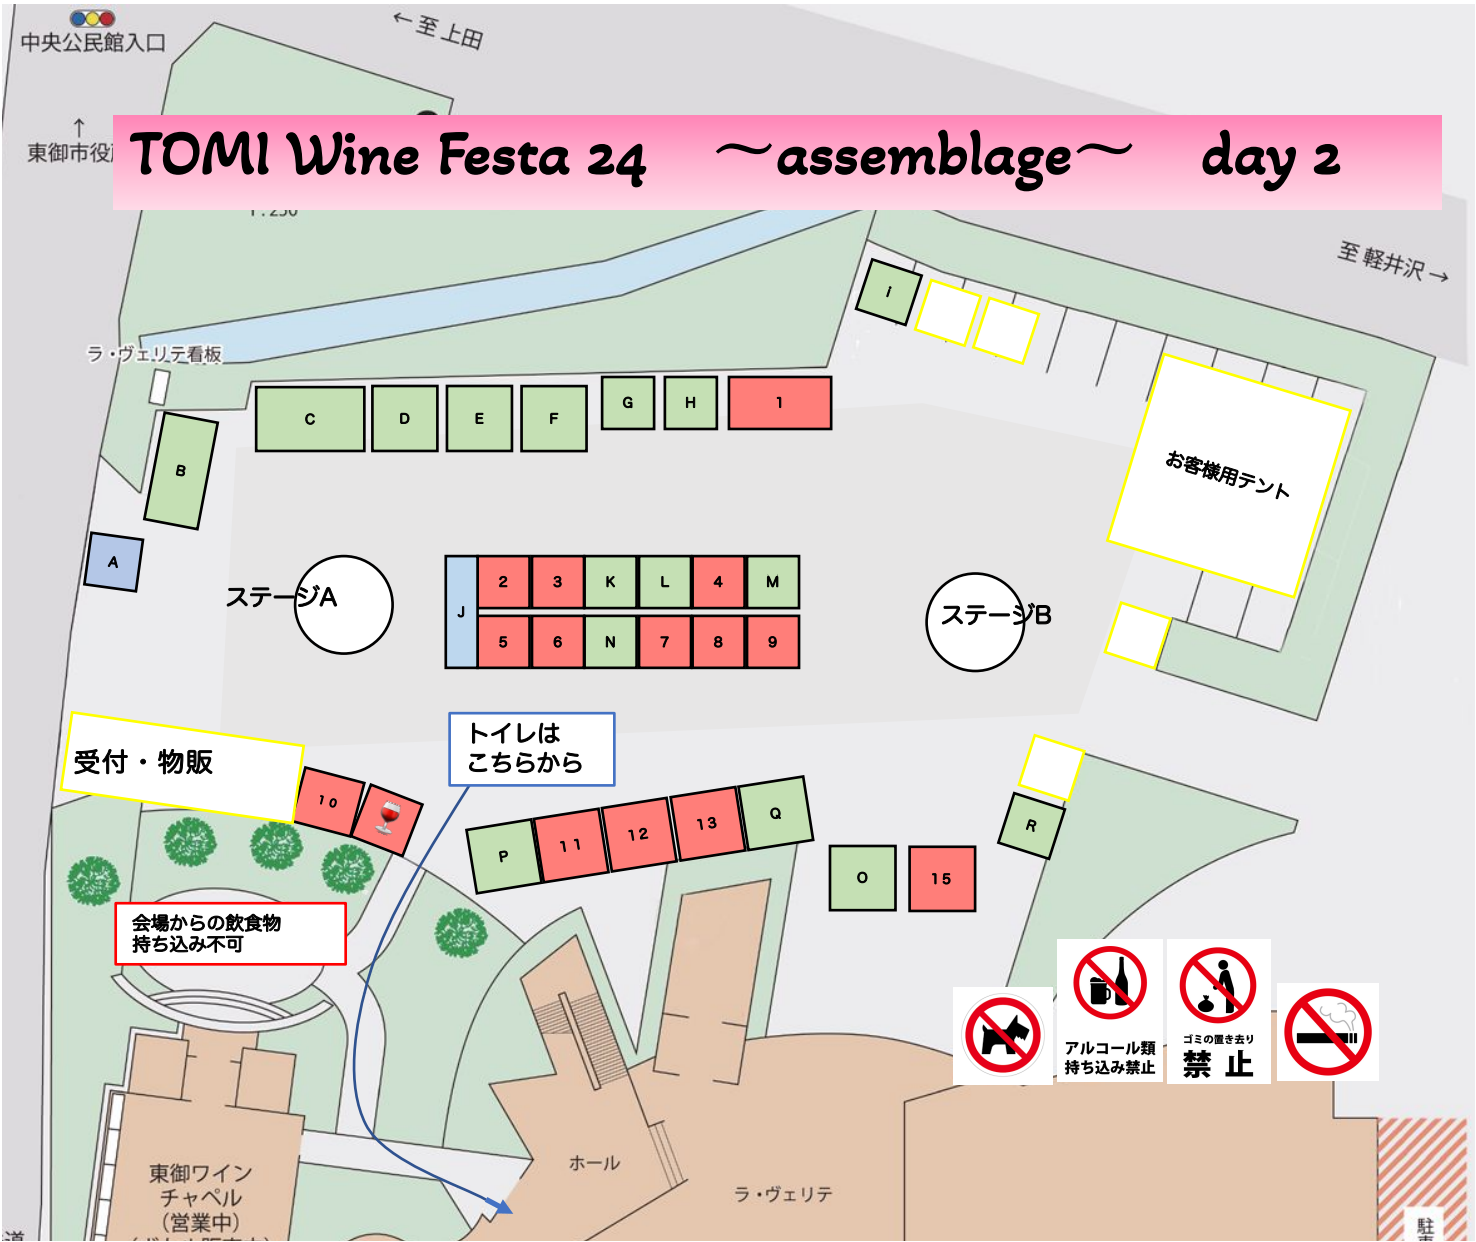 中央公民館入口
← 至 上田
↑
東御市役
TOMI Wine Festa 24 ～assemblage～ day 2
至 軽井沢 →
ラ・ヴェリテ看板
i
C
D
E
F
G
H
1
B
お客様用テント
A
ステージA
J
2
3
K
L
4
M
5
6
N
7
8
9
ステージB
受付・物販
10
トイレは
こちらから
P
11
12
13
Q
O
15
R
会場からの飲食物
持ち込み不可
アルコール類
持ち込み禁止
ゴミの置き去り
禁止
東御ワイン
チャペル
(営業中)
ホール
ラ・ヴェリテ
道
駐